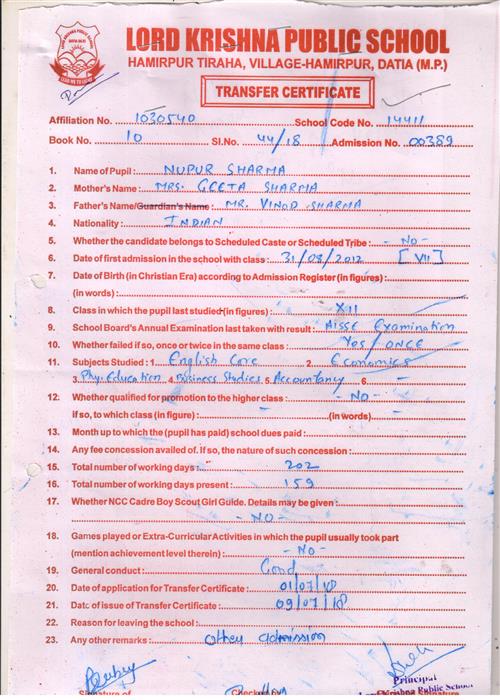 LORD KRISHNA PUBLIC SCHOOL
HAMIRPUR TIRAHA, VILLAGE-HAMIRPUR, DATIA (M.P.)
TRANSFER CERTIFICATE
Affiliation No. 1030540 School Code No. 14411
Book No. 10 Sl.No. 44/18 Admission No. 00389
1. Name of Pupil: NUPUR SHARMA
2. Mother's Name: MRS. GEETA SHARMA
3. Father's Name/Guardian's Name: MR. VINOD SHARMA
4. Nationality: INDIAN
5. Whether the candidate belongs to Scheduled Caste or Scheduled Tribe: - NO -
6. Date of first admission in the school with class: 31/08/2012 [VII]
7. Date of Birth (in Christian Era) according to Admission Register (in figures):
(in words):
8. Class in which the pupil last studied (in figures): XII
9. School Board's Annual Examination last taken with result: AISSE Examination
10. Whether failed if so, once or twice in the same class: Yes / ONCE
11. Subjects Studied: 1. English Core 2. Economics
3. Phy. Education 4. Business Studies 5. Accountancy 6. -
12. Whether qualified for promotion to the higher class: - NO -
if so, to which class (in figure): - (in words) -
13. Month up to which the (pupil has paid) school dues paid:
14. Any fee concession availed of. if so, the nature of such concession: -
15. Total number of working days: 202
16. Total number of working days present: 159
17. Whether NCC Cadre Boy Scout Girl Guide. Details may be given:
- NO -
18. Games played or Extra-Curricular Activities in which the pupil usually took part
(mention achievement level therein): - NO -
19. General conduct: Good
20. Date of application for Transfer Certificate: 01/07/18
21. Date of issue of Transfer Certificate: 09/07/18
22. Reason for leaving the school:
23. Any other remarks: Other admission
Principal
Krishna Public School
Signature of Checked by Signature